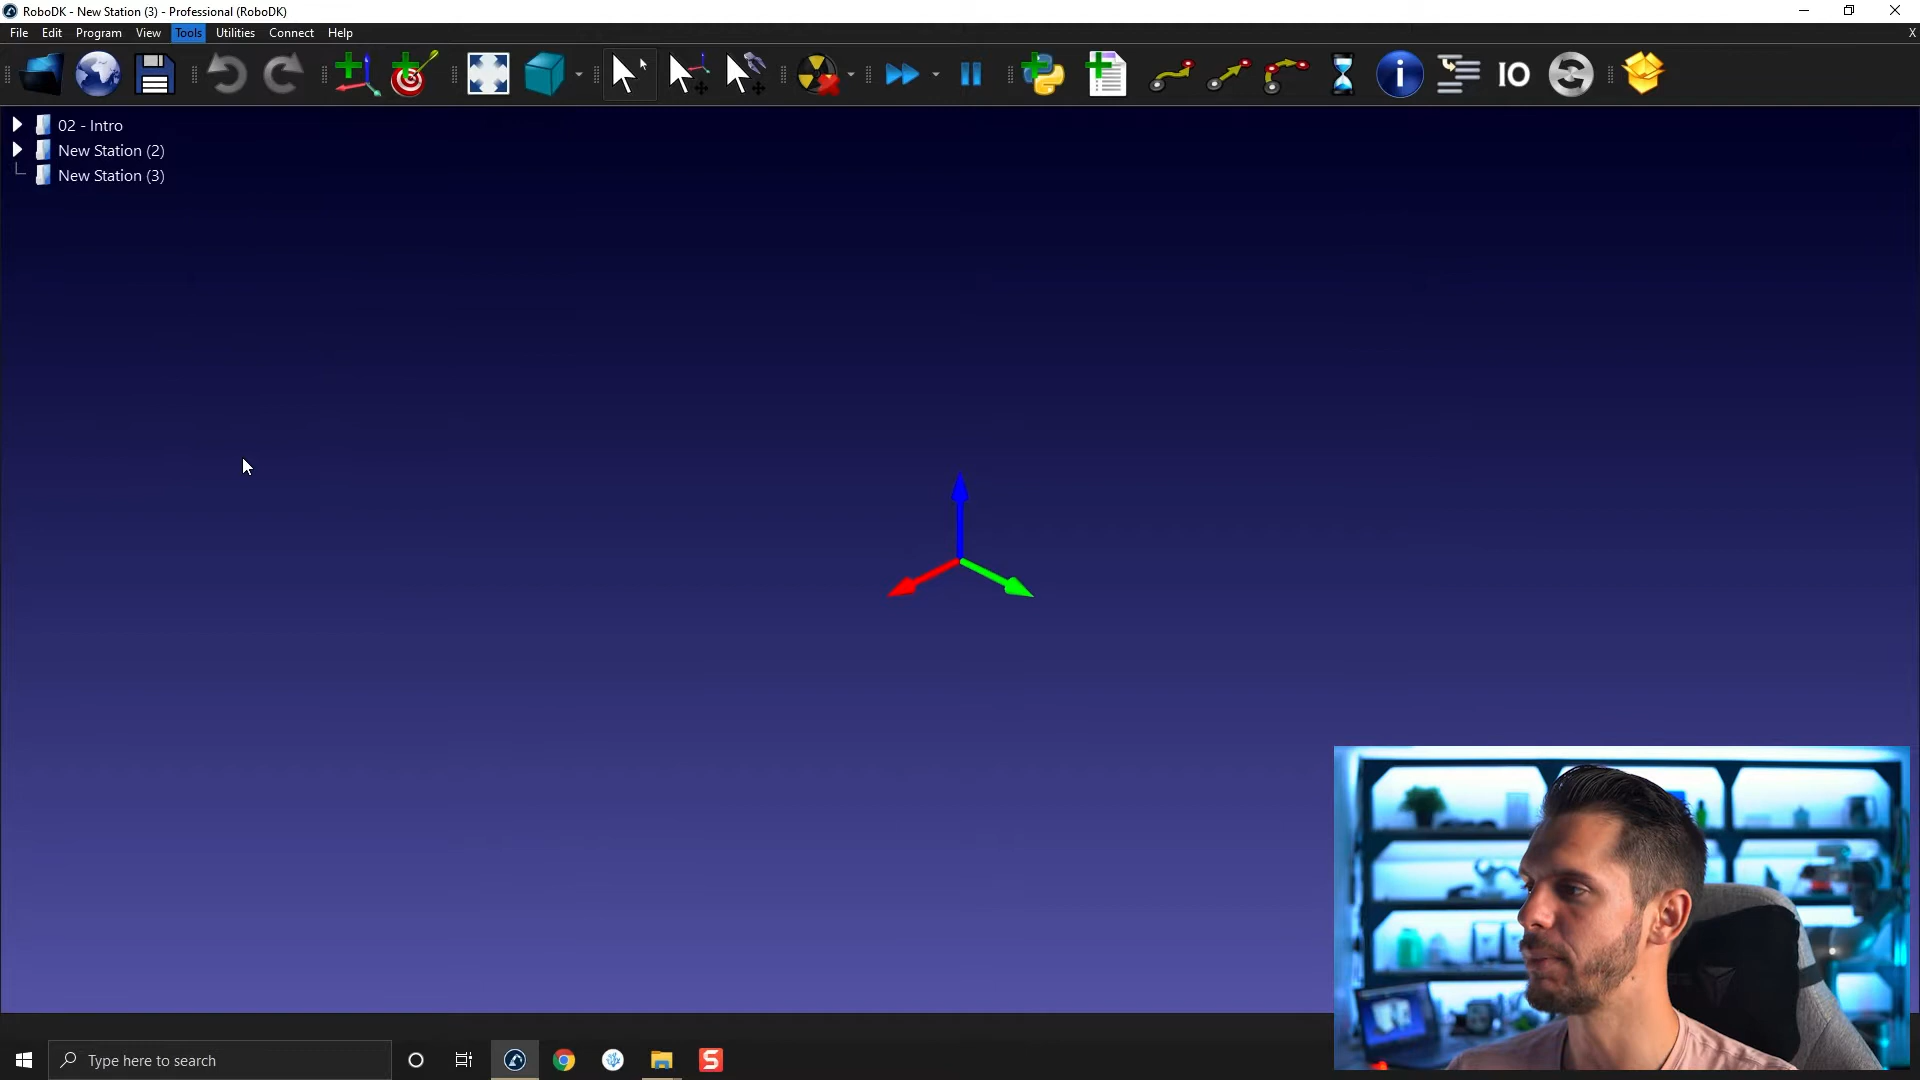 RoboDK - New Station (3) - Professional (RoboDK)
File Edit Program View Tools Utilities Connect Help X
IO
02 - Intro
New Station (2)
New Station (3)
Type here to search
S